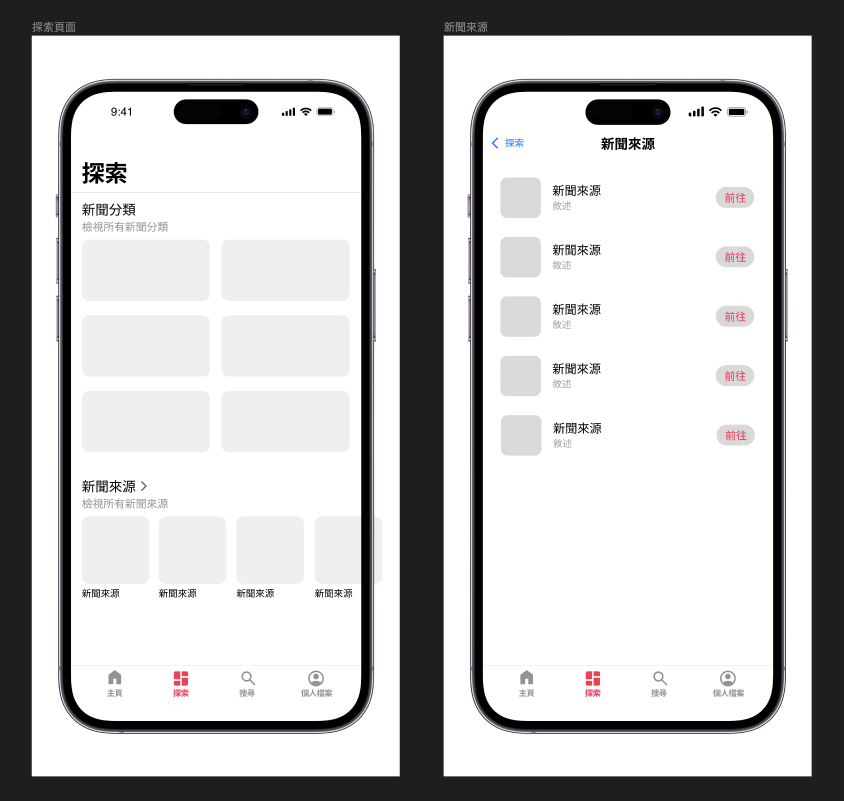 探索頁面
9:41
探索
新聞分類
檢視所有新聞分類
新聞來源
檢視所有新聞來源
新聞來源
新聞來源
新聞來源
新聞來源
主頁
探索
搜尋
個人檔案
新聞來源
探索
新聞來源
新聞來源
敘述
前往
新聞來源
敘述
前往
新聞來源
敘述
前往
新聞來源
敘述
前往
新聞來源
敘述
前往
主頁
探索
搜尋
個人檔案